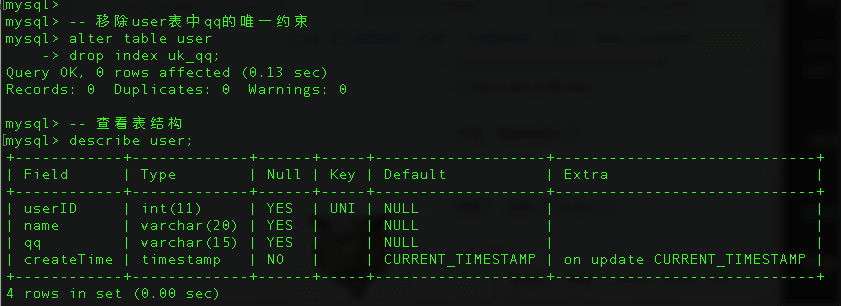 mysql>
mysql> -- 移除user表中qq的唯一约束
mysql> alter table user
    -> drop index uk_qq;
Query OK, 0 rows affected (0.13 sec)
Records: 0  Duplicates: 0  Warnings: 0

mysql> -- 查看表结构
[mysql> describe user;
+------------+-------------+------+-----+-------------------+-----------------------------+
| Field      | Type        | Null | Key | Default           | Extra                       |
+------------+-------------+------+-----+-------------------+-----------------------------+
| userID     | int(11)     | YES  | UNI | NULL              |                             |
| name       | varchar(20) | YES  |     | NULL              |                             |
| qq         | varchar(15) | YES  |     | NULL              |                             |
| createTime | timestamp   | NO   |     | CURRENT_TIMESTAMP | on update CURRENT_TIMESTAMP |
+------------+-------------+------+-----+-------------------+-----------------------------+
4 rows in set (0.00 sec)